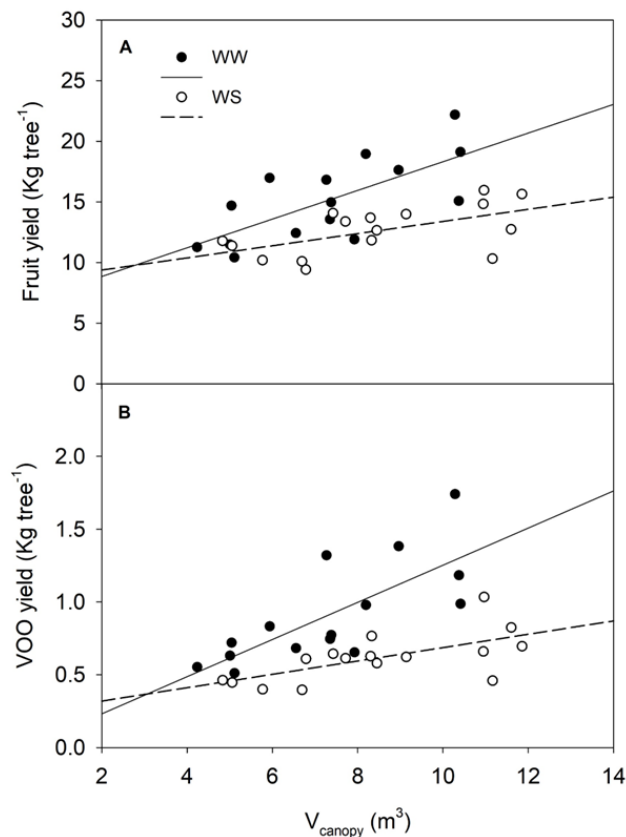 A
WW
WS
30
25
20
15
10
5
0
Fruit yield (Kg tree⁻¹)
B
2.0
1.5
1.0
0.5
0.0
VOO yield (Kg tree⁻¹)
2 4 6 8 10 12 14
V_canopy (m³)